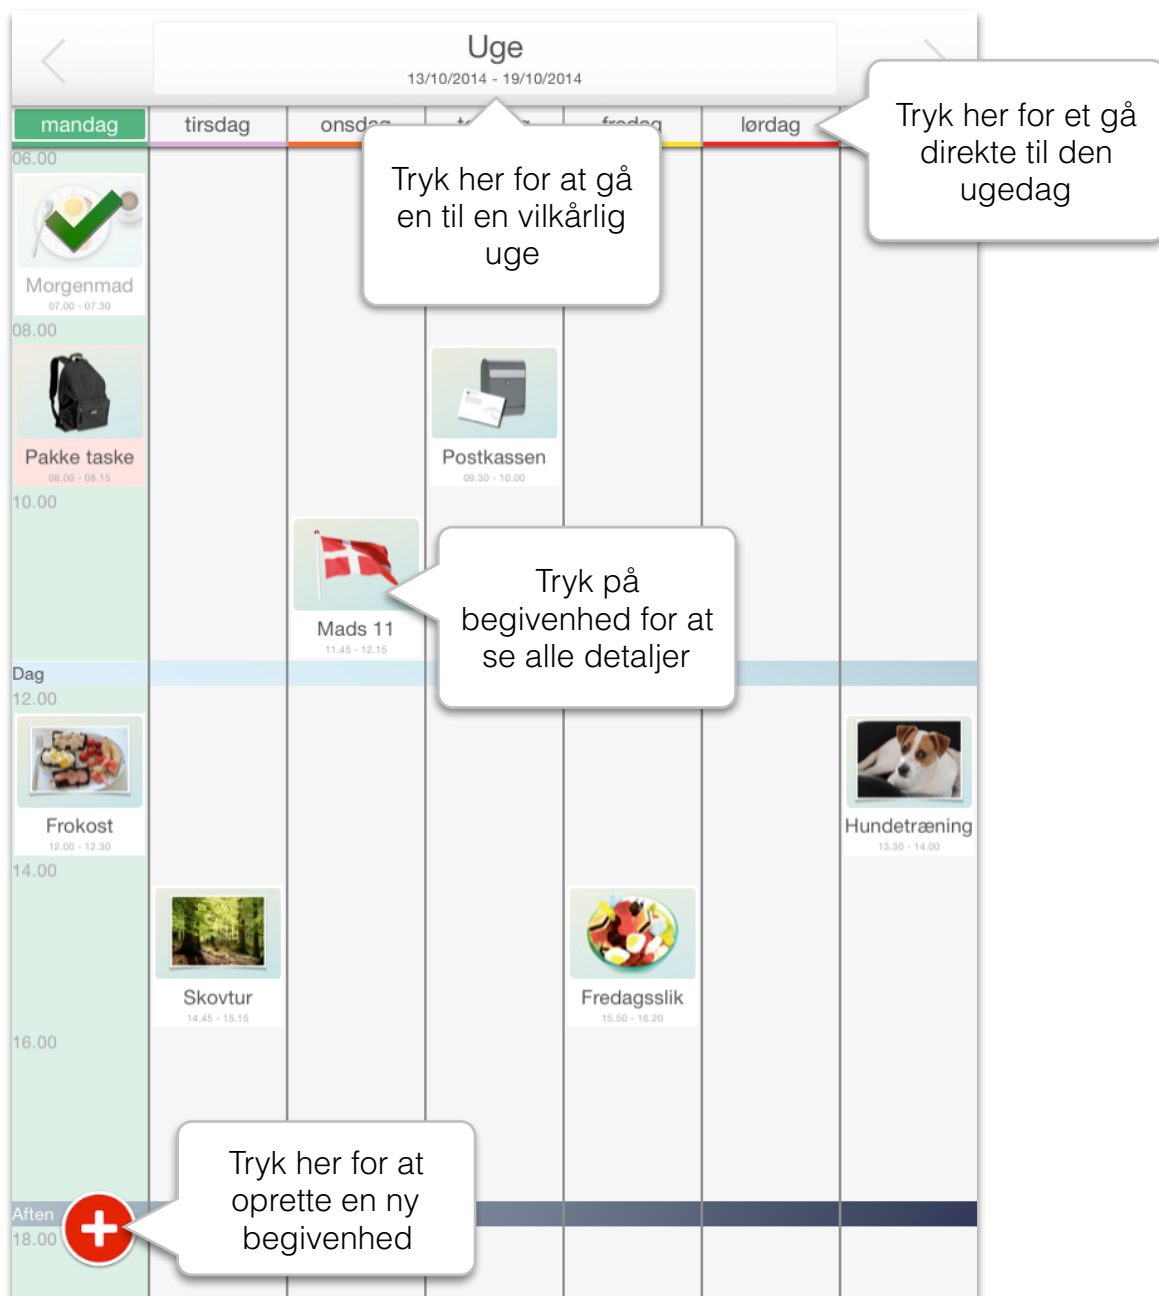 Uge
13/10/2014 - 19/10/2014
mandag
tirsdag
lørdag
Tryk her for et gå
direkte til den
ugedag
Tryk her for at gå
en til en vilkårlig
uge
06.00
Morgenmad
07.00 - 07.30
08.00
Pakke taske
08.00 - 08.15
Postkassen
09.30 - 10.00
10.00
Mads 11
11.45 - 12.15
Tryk på
begivenhed for at
se alle detaljer
Dag
12.00
Frokost
12.00 - 12.30
Hundetræning
13.30 - 14.00
14.00
Skovtur
14.45 - 15.15
Fredagsslik
15.50 - 16.20
16.00
Tryk her for at
oprette en ny
begivenhed
Aften
18.00